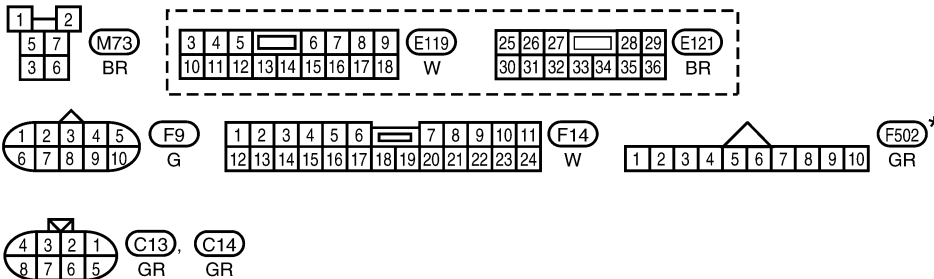 1 2
5 7
3 6
M73
BR
3 4 5 6 7 8 9
10 11 12 13 14 15 16 17 18
E119
W
25 26 27 28 29
30 31 32 33 34 35 36
E121
BR
1 2 3 4 5
6 7 8 9 10
F9
G
1 2 3 4 5 6 7 8 9 10 11
12 13 14 15 16 17 18 19 20 21 22 23 24
F14
W
1 2 3 4 5 6 7 8 9 10
F502 *
GR
4 3 2 1
8 7 6 5
C13, C14
GR GR